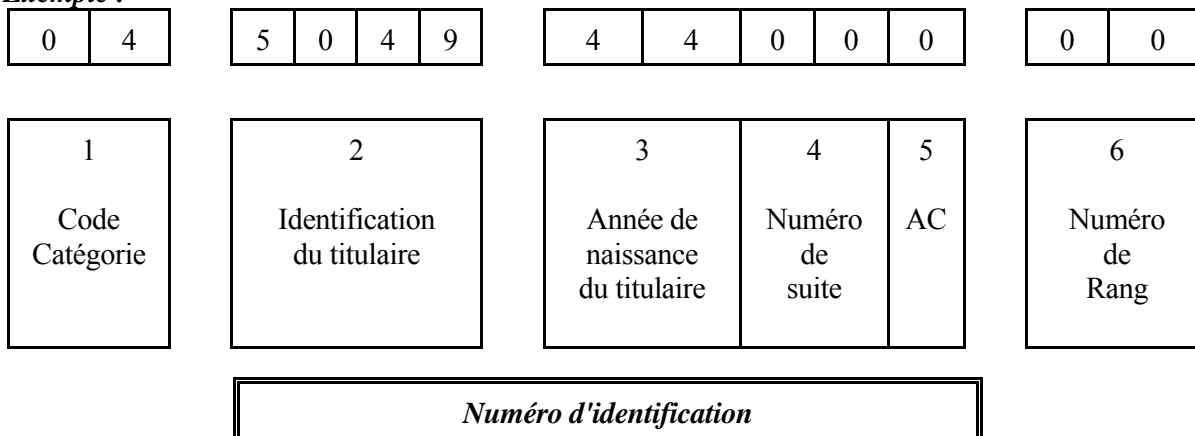 Exemple :
0 4 5 0 4 9 4 4 0 0 0 0 0
1 2 3 4 5 6
Code Catégorie
Identification du titulaire
Année de naissance du titulaire
Numéro de suite
AC
Numéro de Rang
Numéro d'identification